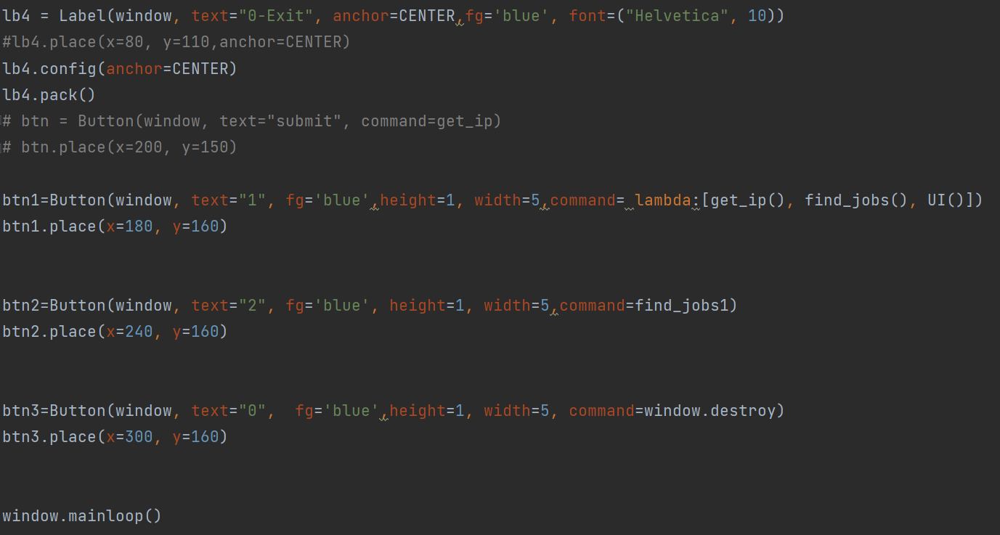 lb4 = Label(window, text="0-Exit", anchor=CENTER,fg='blue', font=("Helvetica", 10))
#lb4.place(x=80, y=110,anchor=CENTER)
lb4.config(anchor=CENTER)
lb4.pack()
# btn = Button(window, text="submit", command=get_ip)
# btn.place(x=200, y=150)
btn1=Button(window, text="1", fg='blue',height=1, width=5,command= lambda:[get_ip(), find_jobs(), UI()])
btn1.place(x=180, y=160)
btn2=Button(window, text="2", fg='blue', height=1, width=5,command=find_jobs1)
btn2.place(x=240, y=160)
btn3=Button(window, text="0",  fg='blue',height=1, width=5, command=window.destroy)
btn3.place(x=300, y=160)
window.mainloop()